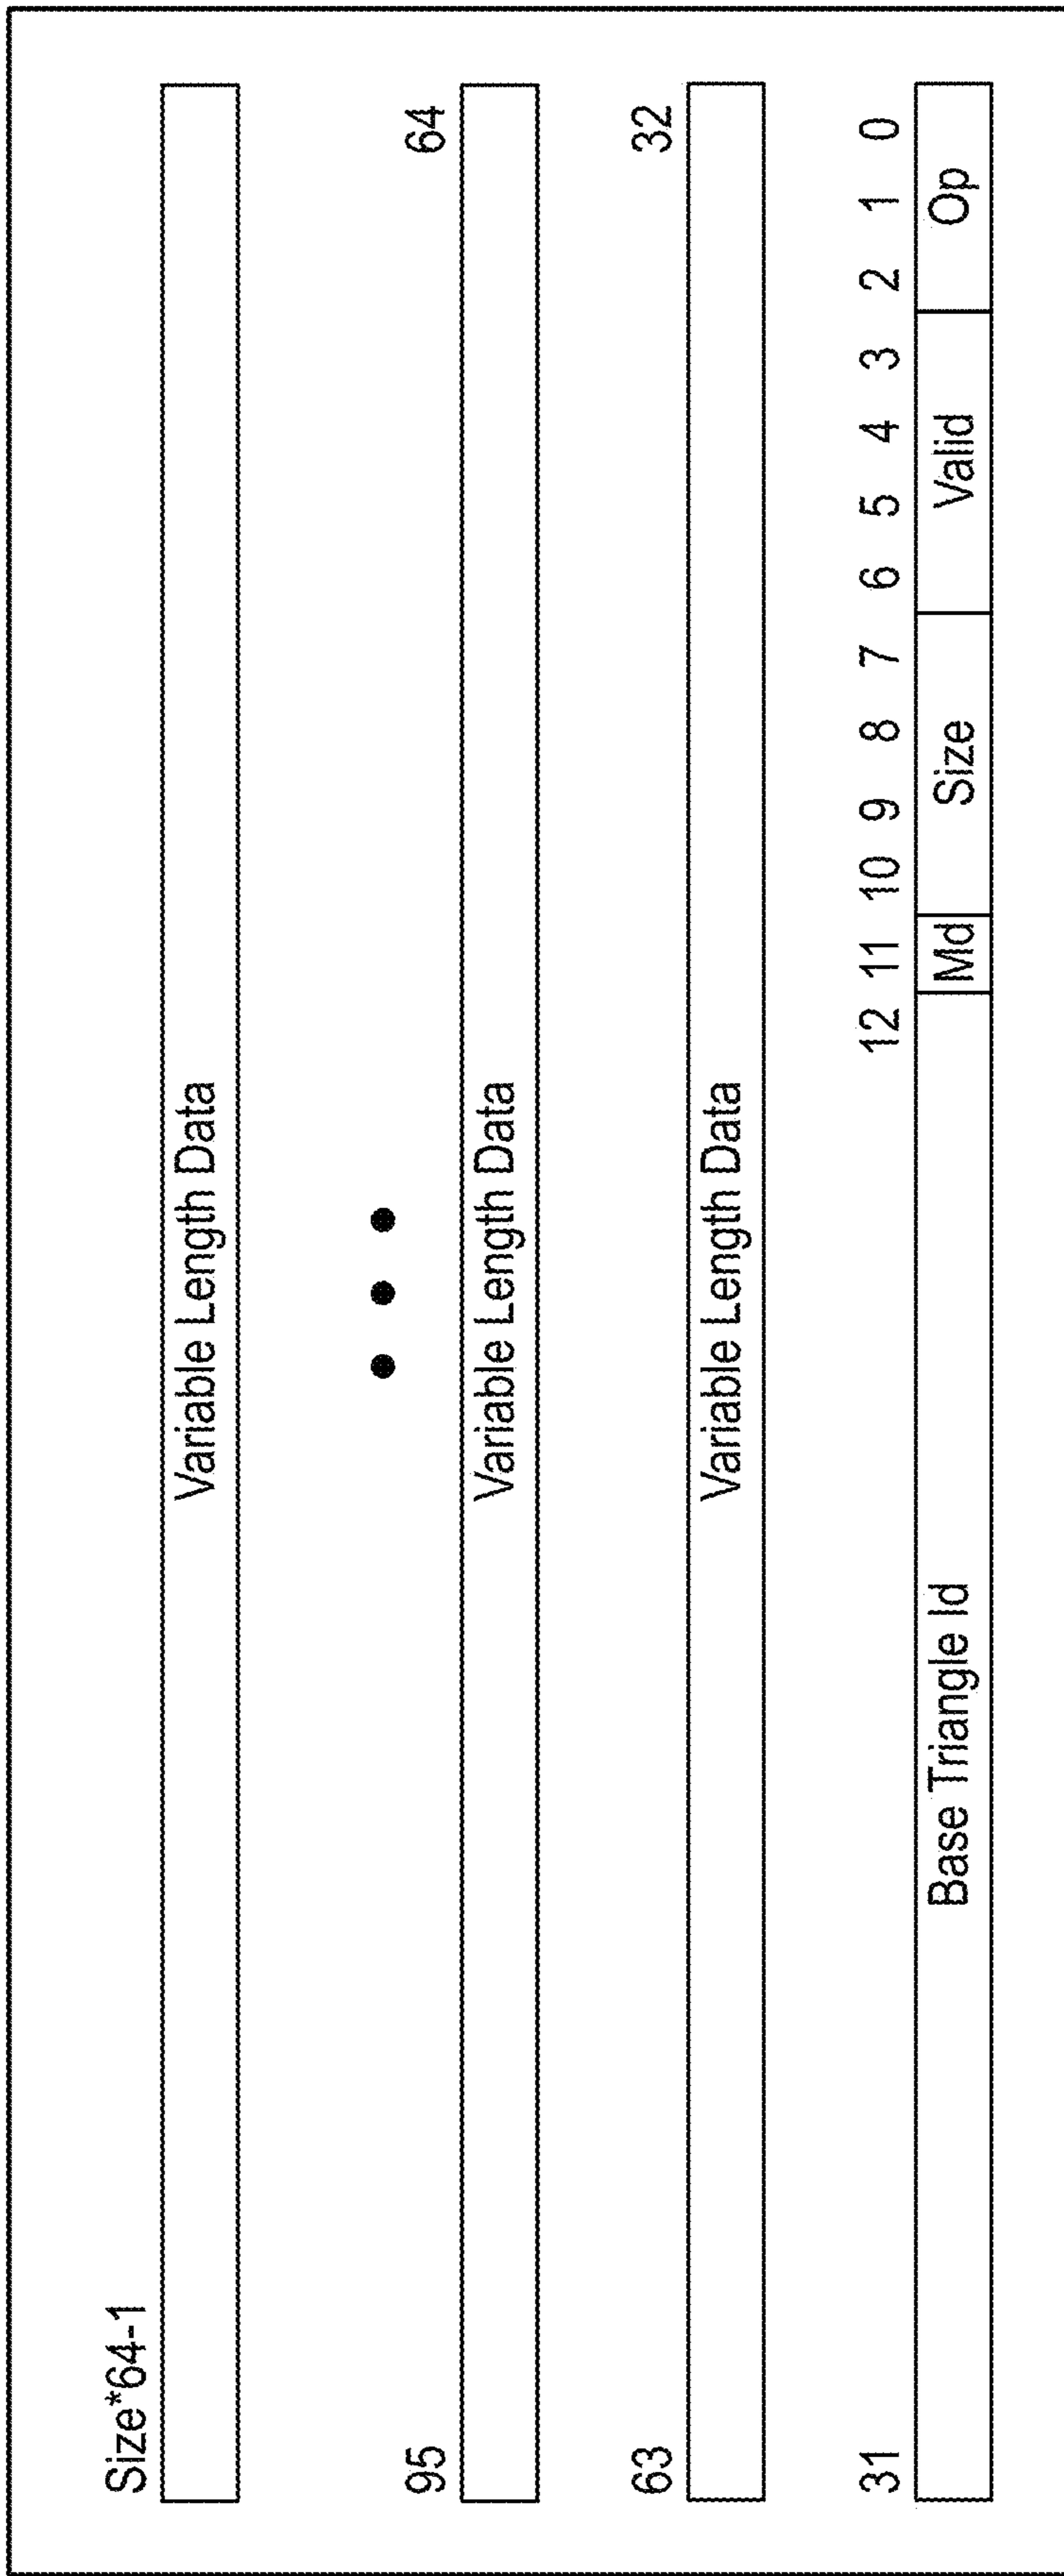 Size*64-1
Variable Length Data
95 64
Variable Length Data
63 32
Variable Length Data
31 12 11 10 9 8 7 6 5 4 3 2 1 0
Base Triangle Id Md Size Valid Op